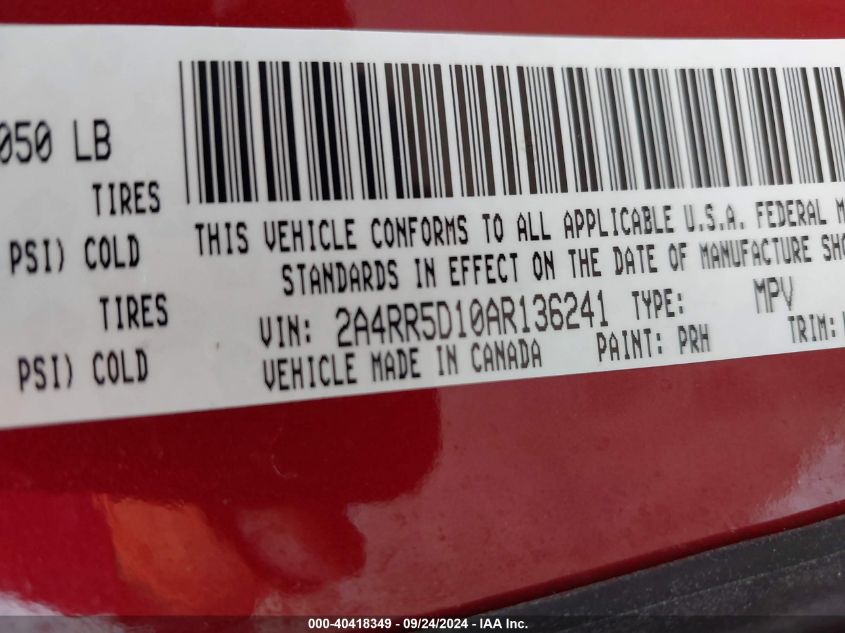 050 LB
TIRES
PSI) COLD
TIRES
PSI) COLD
THIS VEHICLE CONFORMS TO ALL APPLICABLE U.S.A. FEDERAL M
STANDARDS IN EFFECT ON THE DATE OF MANUFACTURE SHO
VIN: 2A4RR5D10AR136241 TYPE: MPV
VEHICLE MADE IN CANADA PAINT: PRH TRIM:
000-40418349 - 09/24/2024 - IAA Inc.